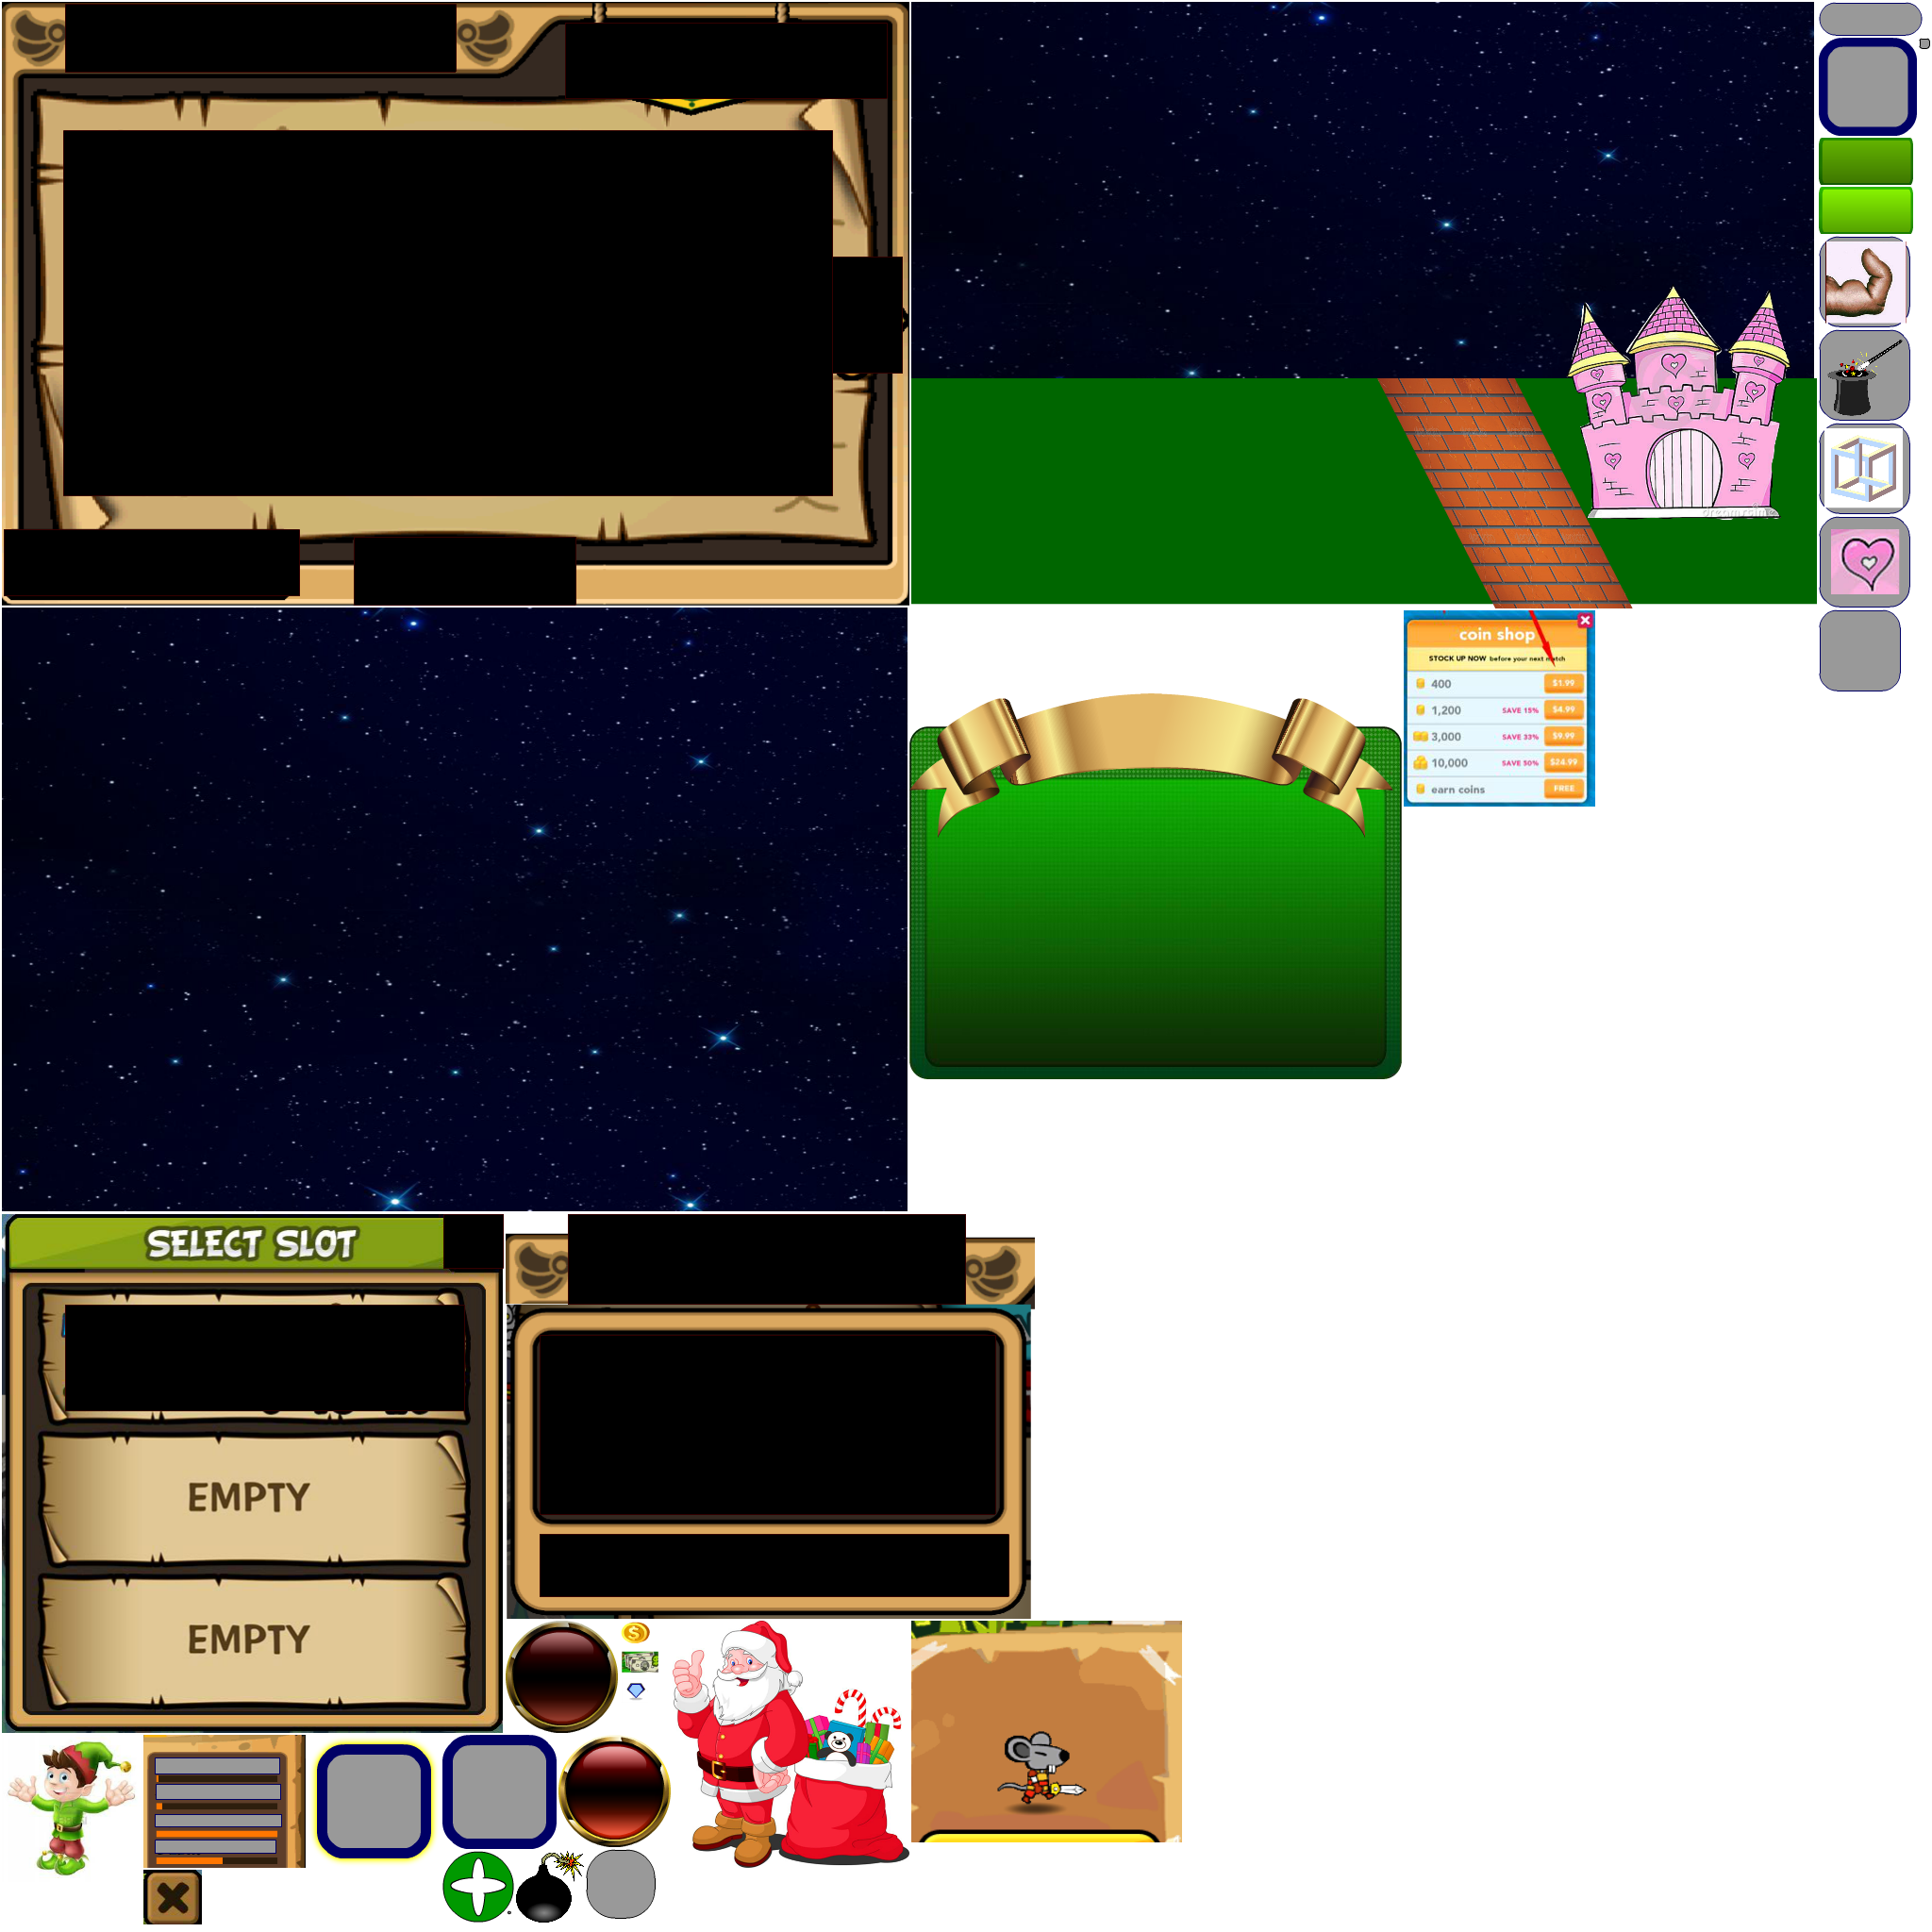 coin shop
STOCK UP NOW before your next match
400 $1.99
1,200 SAVE 15% $4.99
3,000 SAVE 33% $9.99
10,000 SAVE 50% $24.99
earn coins FREE
SELECT SLOT
EMPTY
EMPTY